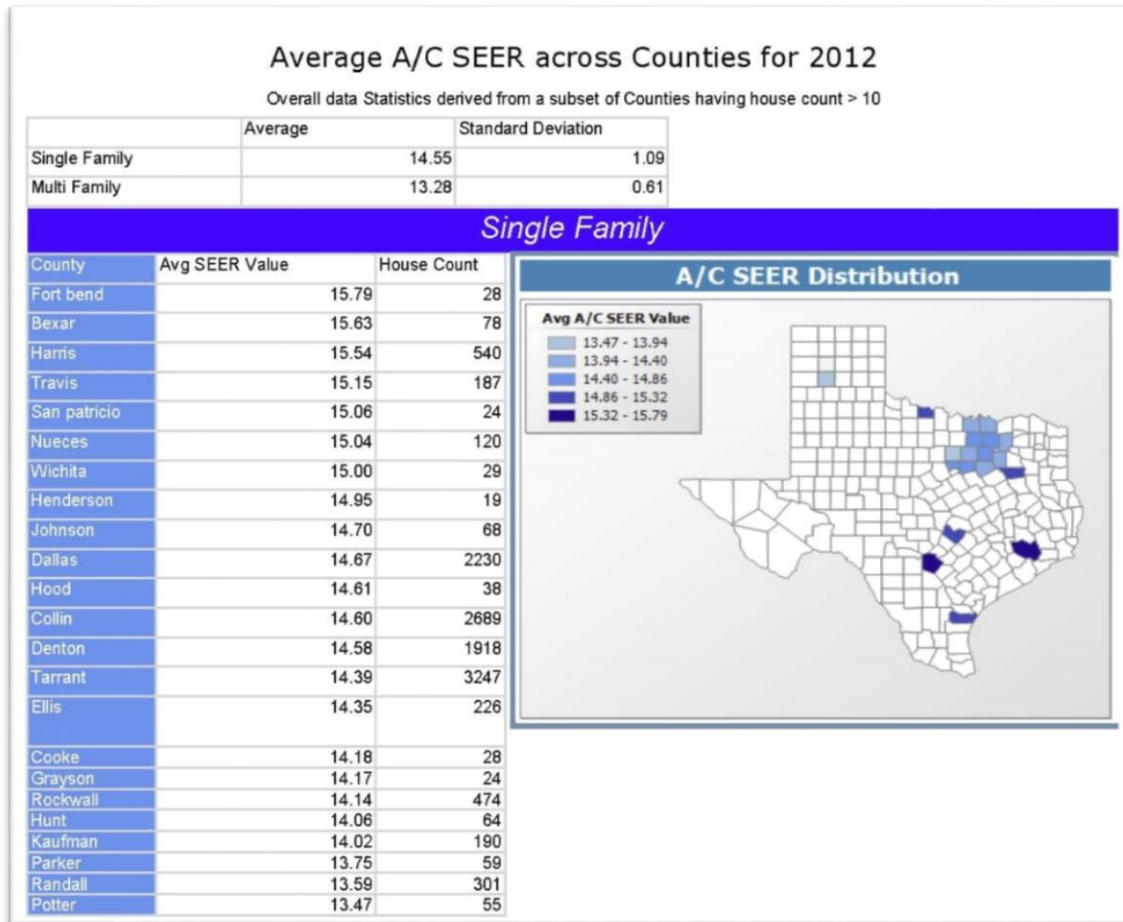 Average A/C SEER across Counties for 2012
Overall data Statistics derived from a subset of Counties having house count > 10
Average Standard Deviation
Single Family 14.55 1.09
Multi Family 13.28 0.61
Single Family
County Avg SEER Value House Count
Fort bend 15.79 28
Bexar 15.63 78
Harris 15.54 540
Travis 15.15 187
San patricio 15.06 24
Nueces 15.04 120
Wichita 15.00 29
Henderson 14.95 19
Johnson 14.70 68
Dallas 14.67 2230
Hood 14.61 38
Collin 14.60 2689
Denton 14.58 1918
Tarrant 14.39 3247
Ellis 14.35 226
Cooke 14.18 28
Grayson 14.17 24
Rockwall 14.14 474
Hunt 14.06 64
Kaufman 14.02 190
Parker 13.75 59
Randall 13.59 301
Potter 13.47 55
A/C SEER Distribution
Avg A/C SEER Value
13.47 - 13.94
13.94 - 14.40
14.40 - 14.86
14.86 - 15.32
15.32 - 15.79